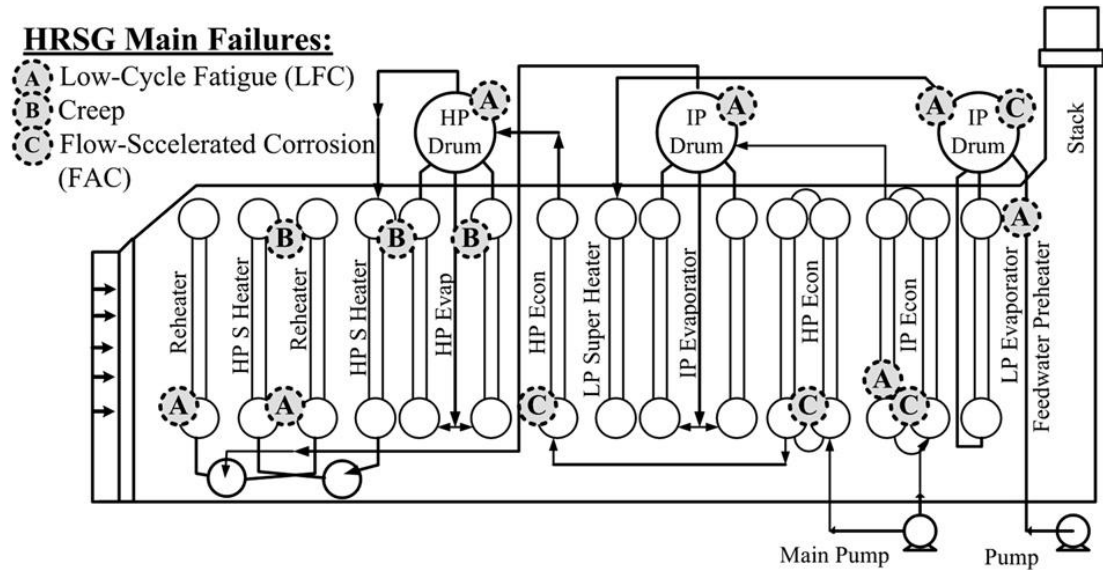 HRSG Main Failures:
A Low-Cycle Fatigue (LFC)
B Creep
C Flow-Sccelerated Corrosion
(FAC)
HP
Drum
A
IP
Drum
A
A
IP
Drum
C
Stack
B
B
B
A
Reheater
HP S Heater
Reheater
HP S Heater
HP Evap
HP Econ
LP Super Heater
IP Evaporator
HP Econ
IP Econ
LP Evaporator
Feedwater Preheater
A
A
C
C
A
C
Main Pump
Pump